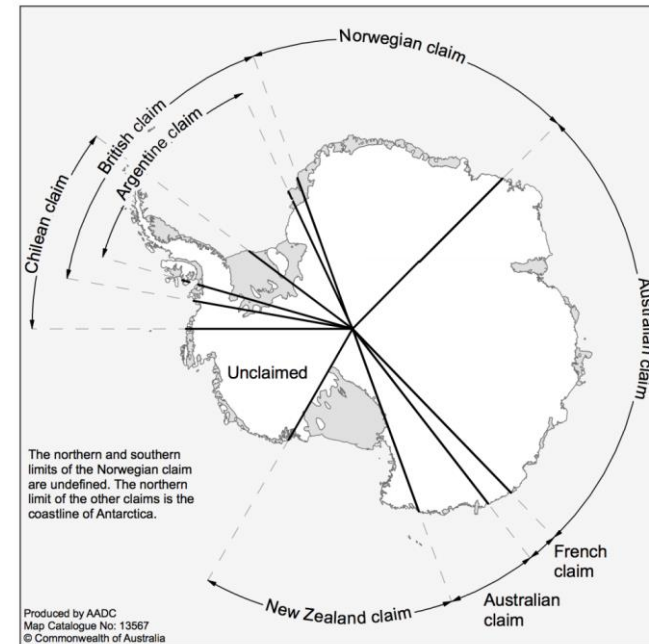 Norwegian claim
British claim
Argentine claim
Chilean claim
Australian claim
Unclaimed
The northern and southern
limits of the Norwegian claim
are undefined. The northern
limit of the other claims is the
coastline of Antarctica.
French
claim
Australian
claim
New Zealand claim
Produced by AADC
Map Catalogue No: 13567
© Commonwealth of Australia